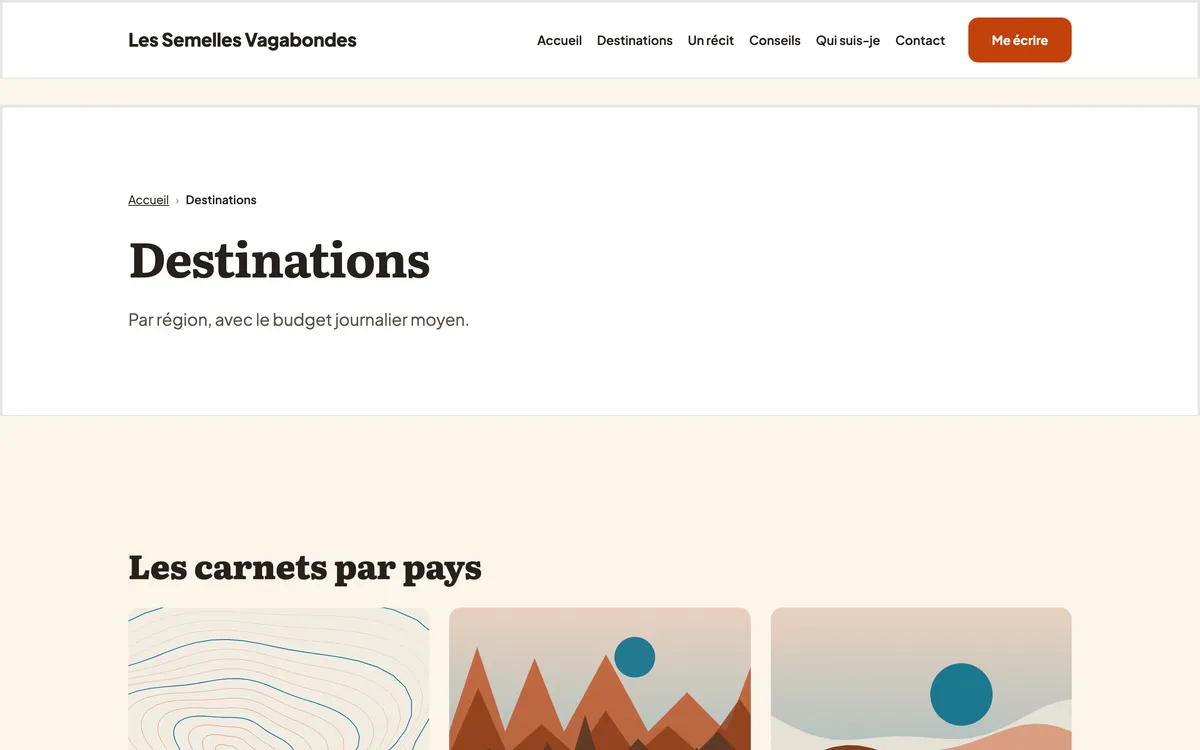 Les Semelles Vagabondes
Accueil Destinations Un récit Conseils Qui suis-je Contact Me écrire
Accueil › Destinations
Destinations
Par région, avec le budget journalier moyen.
Les carnets par pays